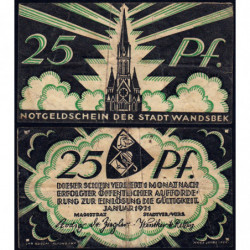 25 Pf.
NOTGELDSCHEIN DER STADT WANDSBEK
25 Pf.
DIESER SCHEIN VERLIERT 1 MONAT NACH
ERFOLGTER ÖFFENTLICHER AUFFORDE-
RUNG ZUR EINLÖSUNG DIE GÜLTIGKEIT
JANUAR 1921
MAGISTRAT